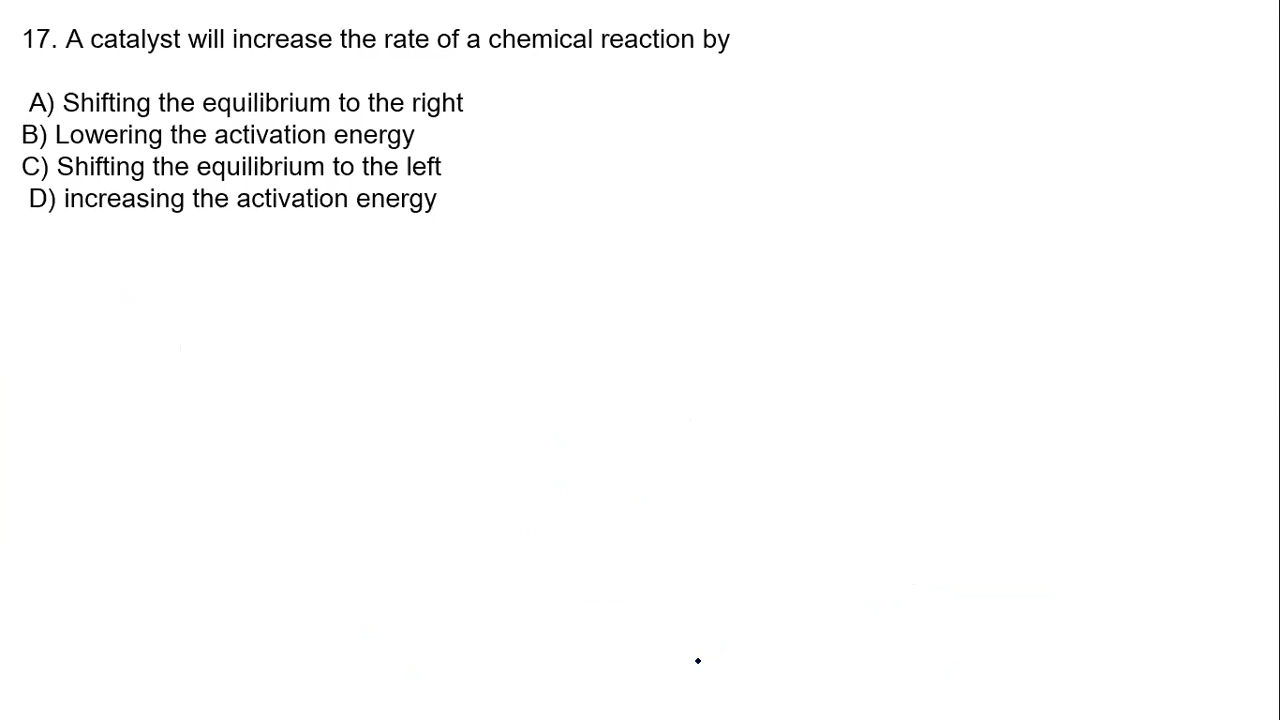 17. A catalyst will increase the rate of a chemical reaction by
A) Shifting the equilibrium to the right
B) Lowering the activation energy
C) Shifting the equilibrium to the left
D) increasing the activation energy